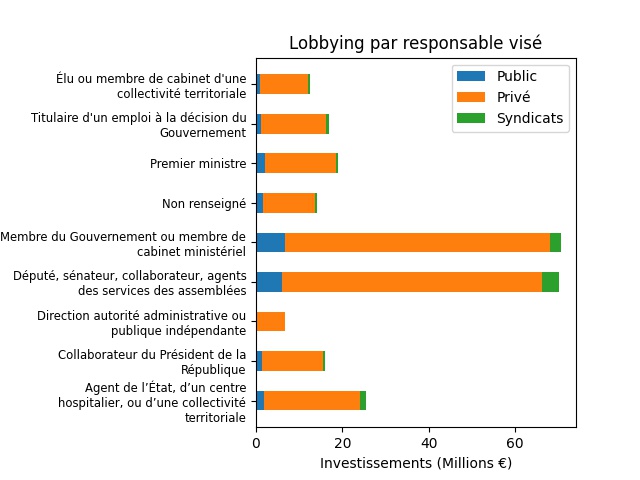 Lobbying par responsable visé
Public
Privé
Syndicats
Élu ou membre de cabinet d'une
collectivité territoriale
Titulaire d'un emploi à la décision du
Gouvernement
Premier ministre
Non renseigné
Membre du Gouvernement ou membre de
cabinet ministériel
Député, sénateur, collaborateur, agents
des services des assemblées
Direction autorité administrative ou
publique indépendante
Collaborateur du Président de la
République
Agent de l’État, d’un centre
hospitalier, ou d’une collectivité
territoriale
0 20 40 60
Investissements (Millions €)